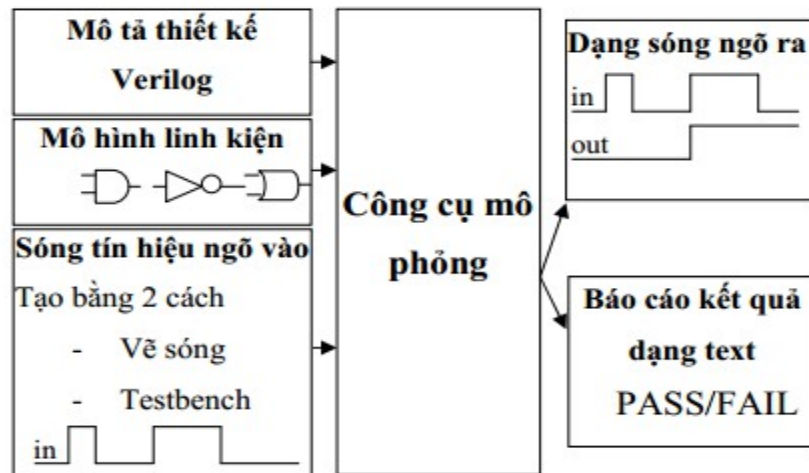 Mô tả thiết kế
Verilog
Mô hình linh kiện
Sóng tín hiệu ngõ vào
Tạo bằng 2 cách
- Vẽ sóng
- Testbench
in
Công cụ mô
phỏng
Dạng sóng ngõ ra
in
out
Báo cáo kết quả
dạng text
PASS/FAIL